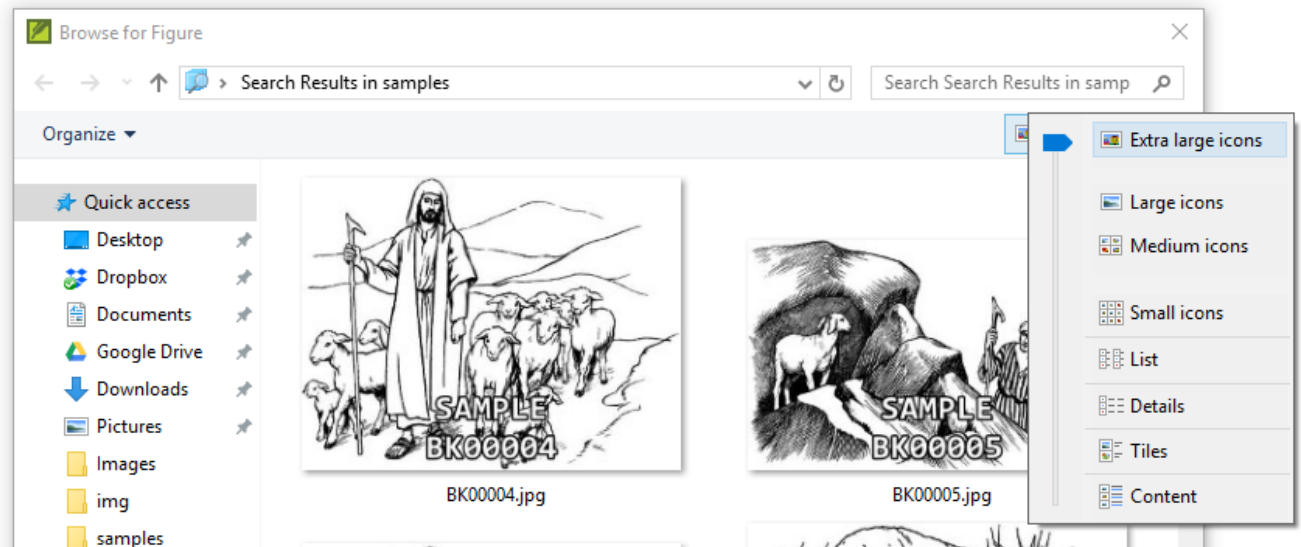 Browse for Figure
Search Results in samples
Search Search Results in samp
Organize
Extra large icons
Large icons
Medium icons
Small icons
List
Details
Tiles
Content
Quick access
Desktop
Dropbox
Documents
Google Drive
Downloads
Pictures
Images
img
samples
SAMPLE
BK00004
BK00004.jpg
SAMPLE
BK00005
BK00005.jpg